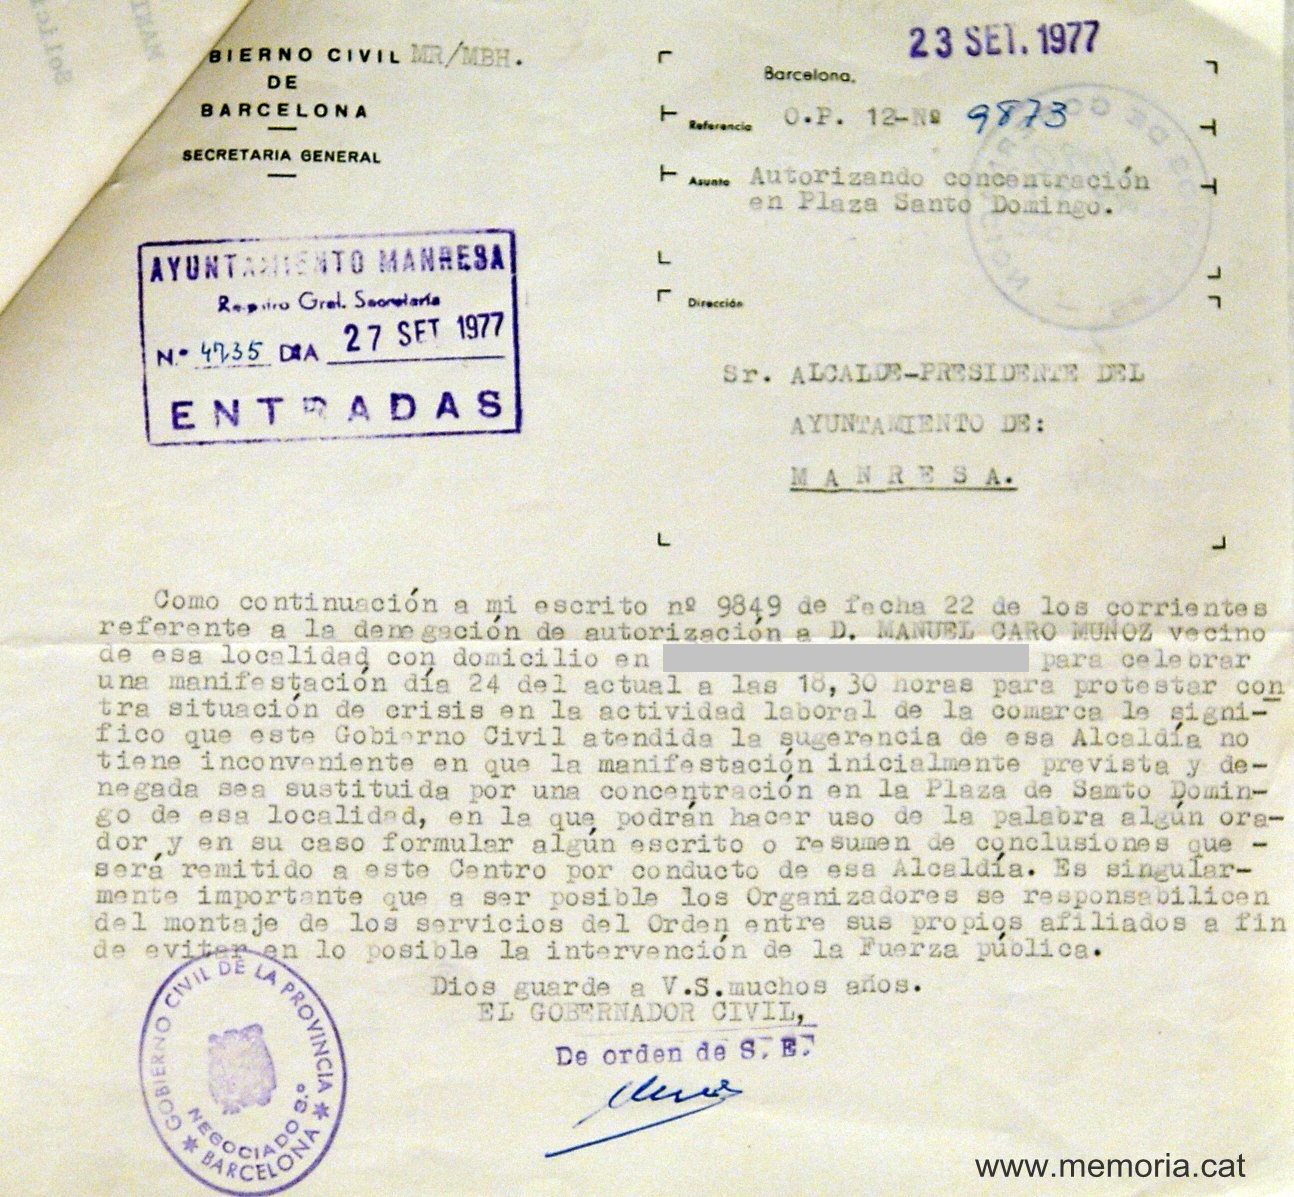 BIERNO CIVIL MR/MBH.
DE
BARCELONA
SECRETARIA GENERAL
23 SET. 1977
Barcelona,
Referencia O.P. 12-Nº 9873
Asunto Autorizando concentración
en Plaza Santo Domingo.
AYUNTAMIENTO MANRESA
Registro Gral. Secretaría
N.º 4735 DIA 27 SET 1977
ENTRADAS
Dirección
Sr. ALCALDE-PRESIDENTE DEL
AYUNTAMIENTO DE:
MANRESA.
Como continuación a mi escrito nº 9849 de fecha 22 de los corrientes
referente a la denegación de autorización a D. MANUEL CARO MUÑOZ vecino
de esa localidad con domicilio en para celebrar
una manifestación día 24 del actual a las 18,30 horas para protestar con
tra situación de crisis en la actividad laboral de la comarca le signi-
fico que este Gobierno Civil atendida la sugerencia de esa Alcaldía no
tiene inconveniente en que la manifestación inicialmente prevista y de-
negada sea sustituida por una concentración en la Plaza de Samto Domin-
go de esa localidad, en la que podrán hacer uso de la palabra algún ora-
dor y en su caso formular algún escrito o resumen de conclusiones que -
será remitido a este Centro por conducto de esa Alcaldía. Es singular-
mente importante que a ser posible los Organizadores se responsabilicen
del montaje de los servicios del Orden entre sus propios afiliados a fin
de evitar en lo posible la intervención de la Fuerza pública.
Dios guarde a V.S.muchos años.
EL GOBERNADOR CIVIL,
De orden de S. E.
GOBIERNO CIVIL DE LA PROVINCIA
NEGOCIADO S.º
BARCELONA
www.memoria.cat